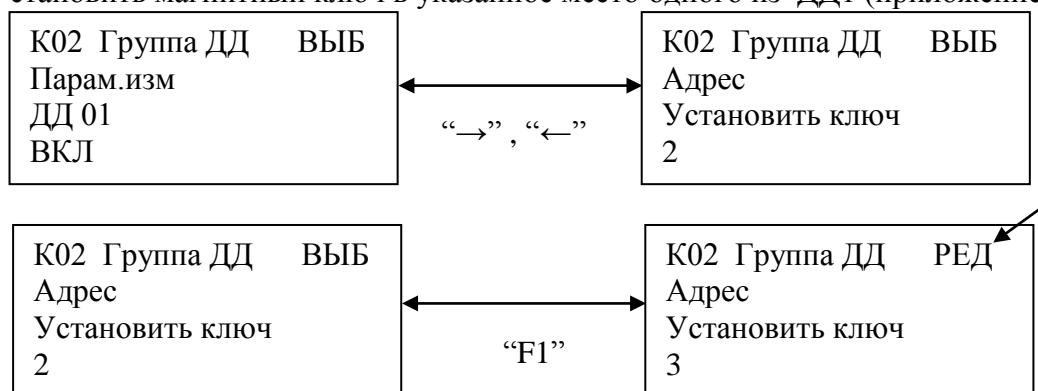 становить магнитный ключ в указанное место одного из ДДТ (приложение
К02 Группа ДД ВЫБ
Парам.изм
ДД 01
ВКЛ
“→” , “←”
К02 Группа ДД ВЫБ
Адрес
Установить ключ
2
К02 Группа ДД ВЫБ
Адрес
Установить ключ
2
“F1”
К02 Группа ДД РЕД
Адрес
Установить ключ
3